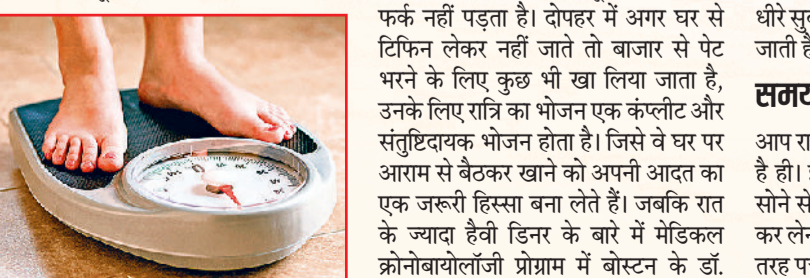 फर्क नहीं पड़ता है। दोपहर में अगर घर से
टिफिन लेकर नहीं जाते तो बाजार से पेट
भरने के लिए कुछ भी खा लिया जाता है,
उनके लिए रात्रि का भोजन एक कंप्लीट और
संतुष्टिदायक भोजन होता है। जिसे वे घर पर
आराम से बैठकर खाने को अपनी आदत का
एक जरूरी हिस्सा बना लेते हैं। जबकि रात
के ज्यादा हैवी डिनर के बारे में मेडिकल
क्रोनोबायोलॉजी प्रोग्राम में बोस्टन के डॉ.
जाती
आप
है ही।
सोने से
कर
तरह